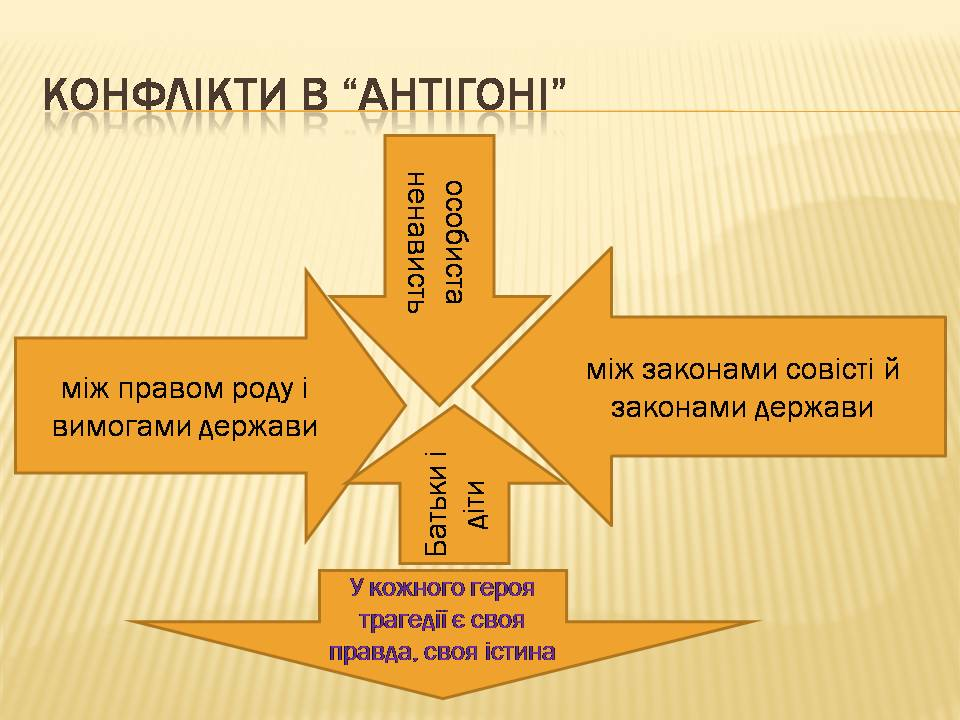 КОНФЛІКТИ В “АНТІГОНІ”
особиста
ненависть
між правом роду і
вимогами держави
між законами совісті й
законами держави
Батьки і
діти
У кожного героя
трагедії є своя
правда, своя істина